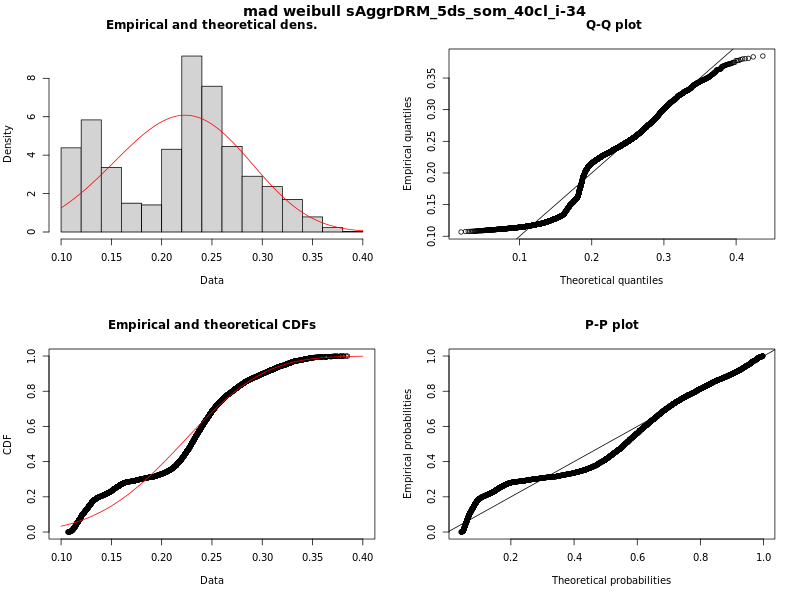 mad weibull sAggrDRM_5ds_som_40cl_i-34
Empirical and theoretical dens.
Density
0 2 4 6 8
0.10 0.15 0.20 0.25 0.30 0.35 0.40
Data
Q-Q plot
Empirical quantiles
0.10 0.15 0.20 0.25 0.30 0.35
0.1 0.2 0.3 0.4
Theoretical quantiles
Empirical and theoretical CDFs
CDF
0.0 0.2 0.4 0.6 0.8 1.0
0.10 0.15 0.20 0.25 0.30 0.35 0.40
Data
P-P plot
Empirical probabilities
0.0 0.2 0.4 0.6 0.8 1.0
0.2 0.4 0.6 0.8 1.0
Theoretical probabilities